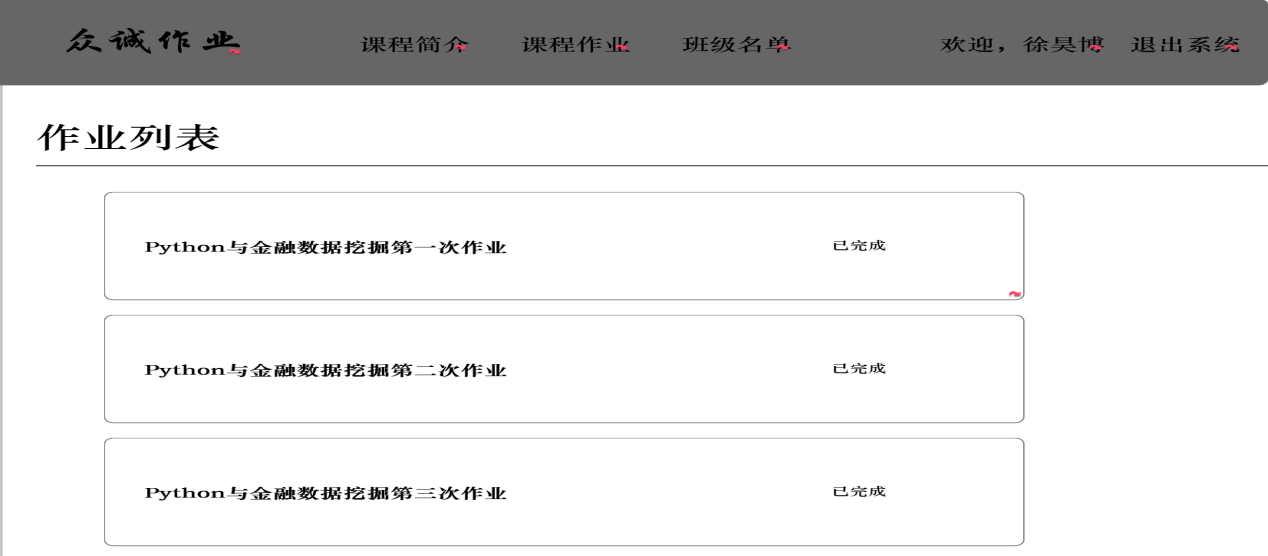 众诚作业 课程简介 课程作业 班级名单 欢迎，徐昊博 退出系统
作业列表
Python与金融数据挖掘第一次作业 已完成
Python与金融数据挖掘第二次作业 已完成
Python与金融数据挖掘第三次作业 已完成